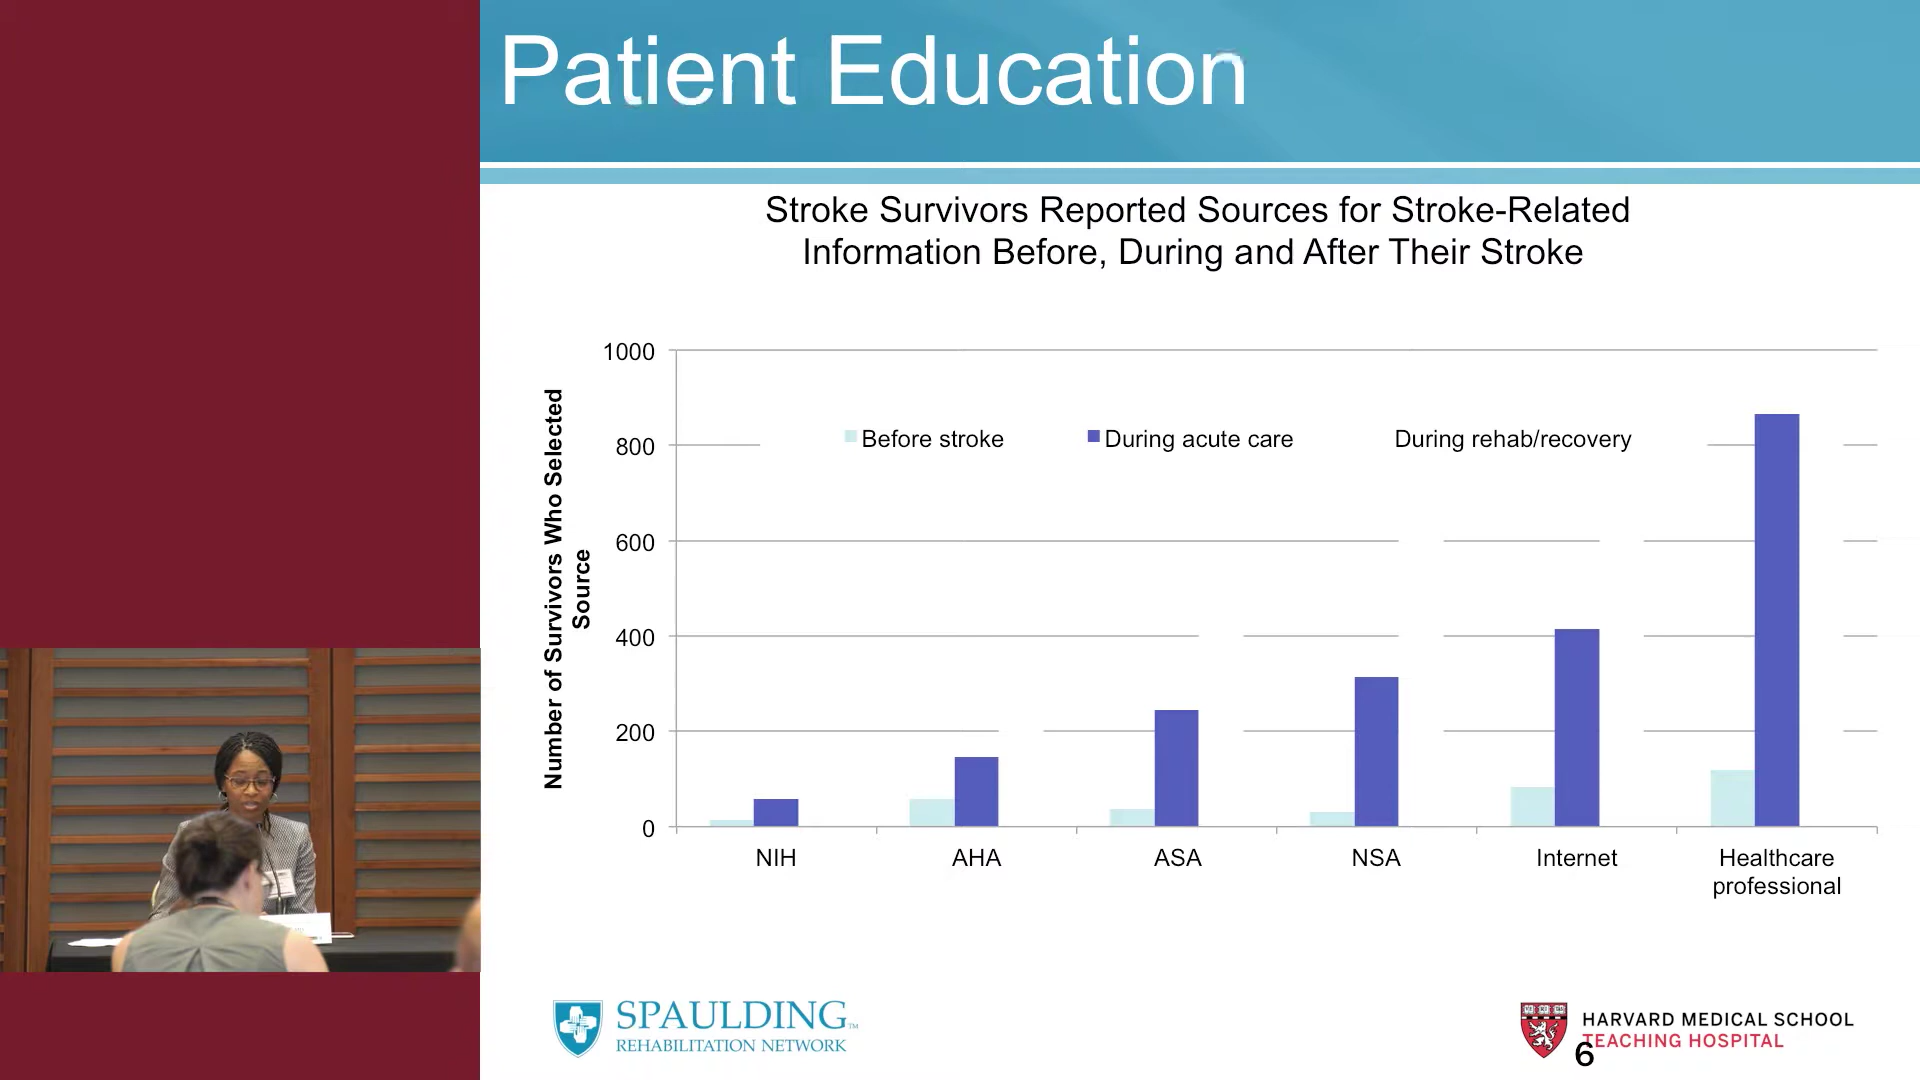 Patient Education
Stroke Survivors Reported Sources for Stroke-Related
Information Before, During and After Their Stroke
Number of Survivors Who Selected
Source
1000
800
600
400
200
0
Before stroke
During acute care
During rehab/recovery
NIH
AHA
ASA
NSA
Internet
Healthcare
professional
SPAULDING™
REHABILITATION NETWORK
HARVARD MEDICAL SCHOOL
TEACHING HOSPITAL
6